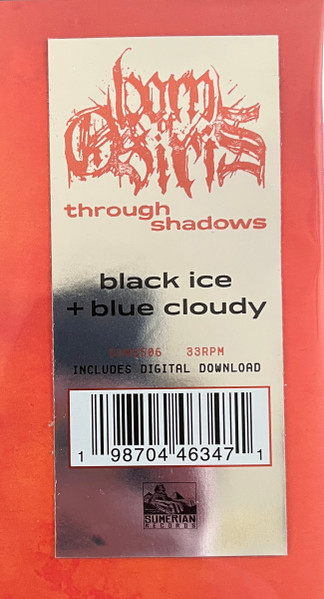 born
of
Osiris
through
shadows
black ice
+ blue cloudy
33RPM
INCLUDES DIGITAL DOWNLOAD
1 98704 46347 1
SUMERIAN
RECORDS